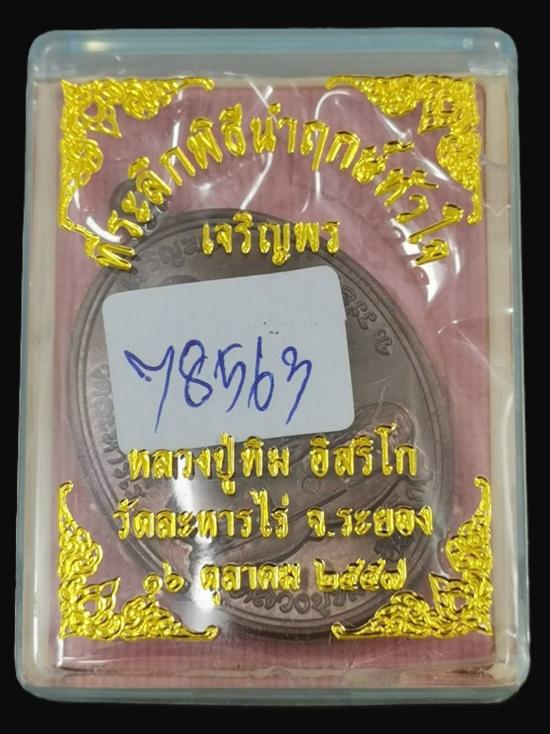 ที่ระลึกพิธีนำฤกษ์หัวใจ
เจริญพร
78563
หลวงปู่ทิม อิสริโก
วัดละหารไร่ จ.ระยอง
๑๖ ตุลาคม ๒๕๕๗